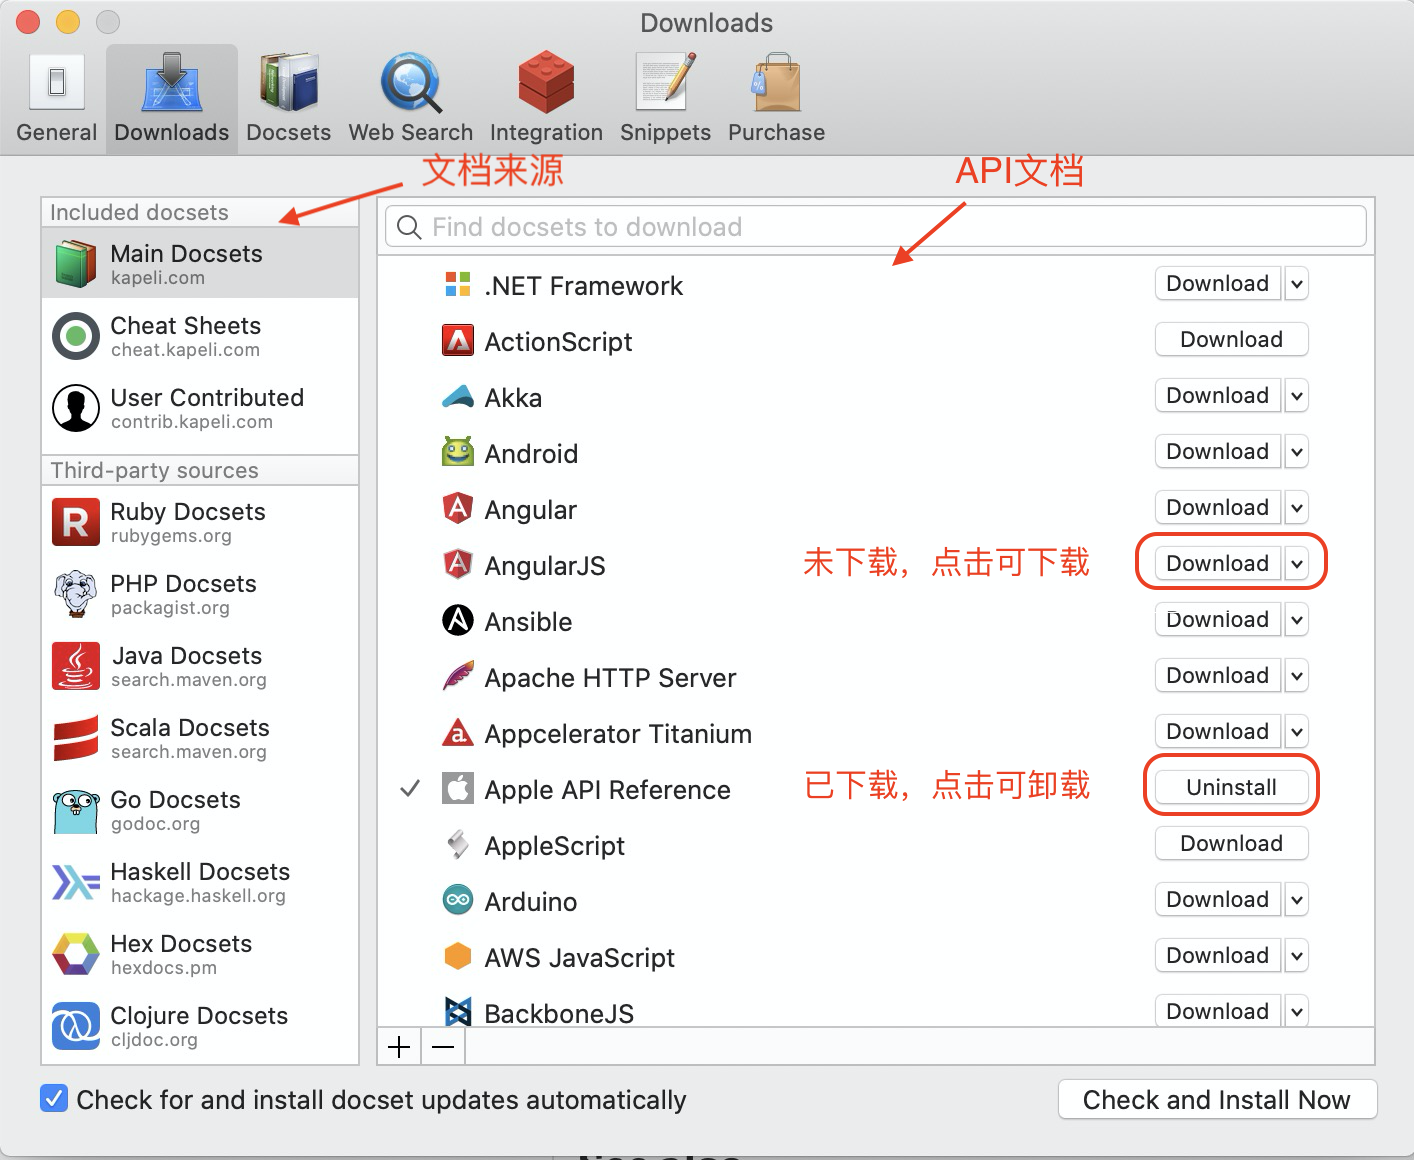 Downloads
General
Downloads
Docsets
Web Search
Integration
Snippets
Purchase
文档来源
API文档
Included docsets
Main Docsets
kapeli.com
Cheat Sheets
cheat.kapeli.com
User Contributed
contrib.kapeli.com
Third-party sources
Ruby Docsets
rubygems.org
PHP Docsets
packagist.org
Java Docsets
search.maven.org
Scala Docsets
search.maven.org
Go Docsets
godoc.org
Haskell Docsets
hackage.haskell.org
Hex Docsets
hexdocs.pm
Clojure Docsets
cljdoc.org
Find docsets to download
.NET Framework Download
ActionScript Download
Akka Download
Android Download
Angular Download
AngularJS 未下载，点击可下载 Download
Ansible Download
Apache HTTP Server Download
Appcelerator Titanium Download
Apple API Reference 已下载，点击可卸载 Uninstall
AppleScript Download
Arduino Download
AWS JavaScript Download
BackboneJS Download
Check for and install docset updates automatically
Check and Install Now